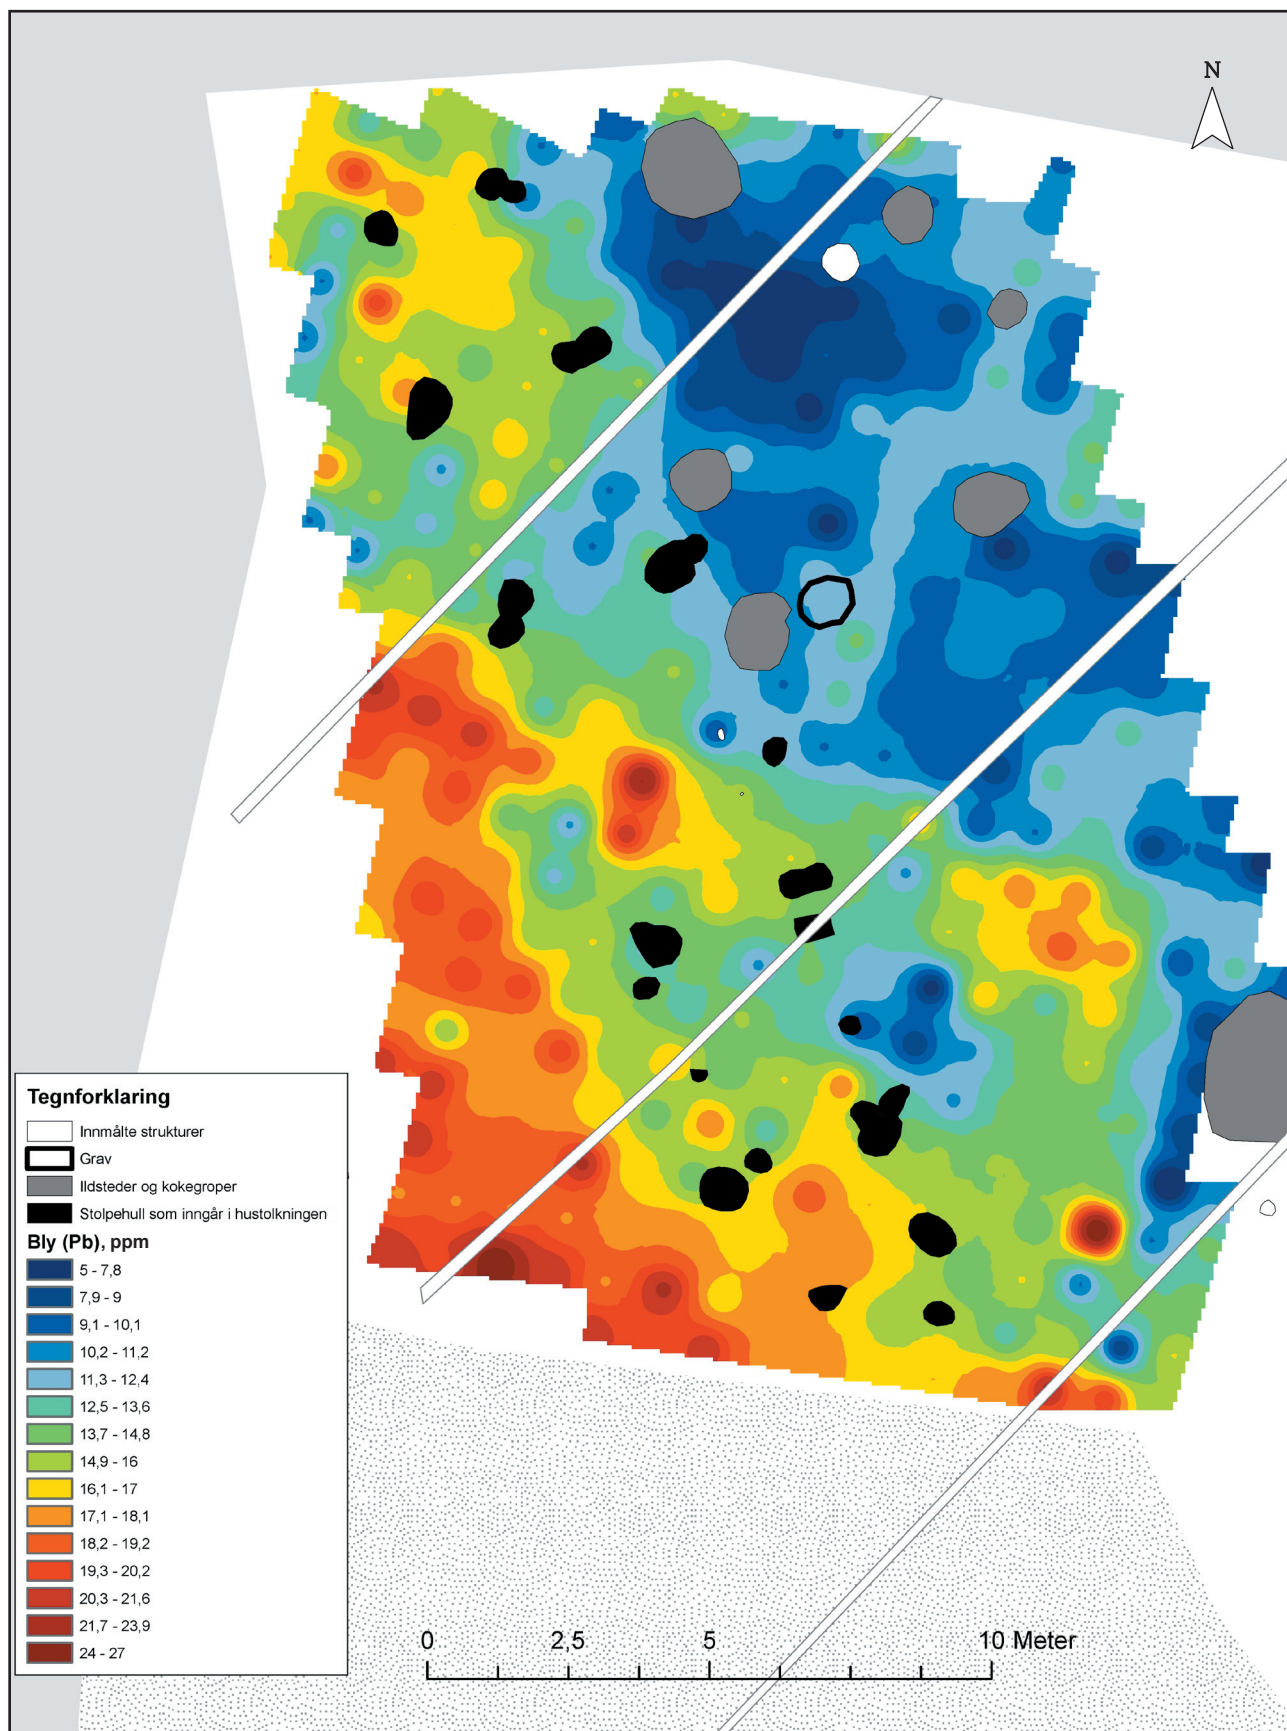 N
Tegnforklaring
Innmålte strukturer
Grav
Ildsteder og kokegroper
Stolpehull som inngår i hustolkningen
Bly (Pb), ppm
5 - 7,8
7,9 - 9
9,1 - 10,1
10,2 - 11,2
11,3 - 12,4
12,5 - 13,6
13,7 - 14,8
14,9 - 16
16,1 - 17
17,1 - 18,1
18,2 - 19,2
19,3 - 20,2
20,3 - 21,6
21,7 - 23,9
24 - 27
0 2,5 5 10 Meter